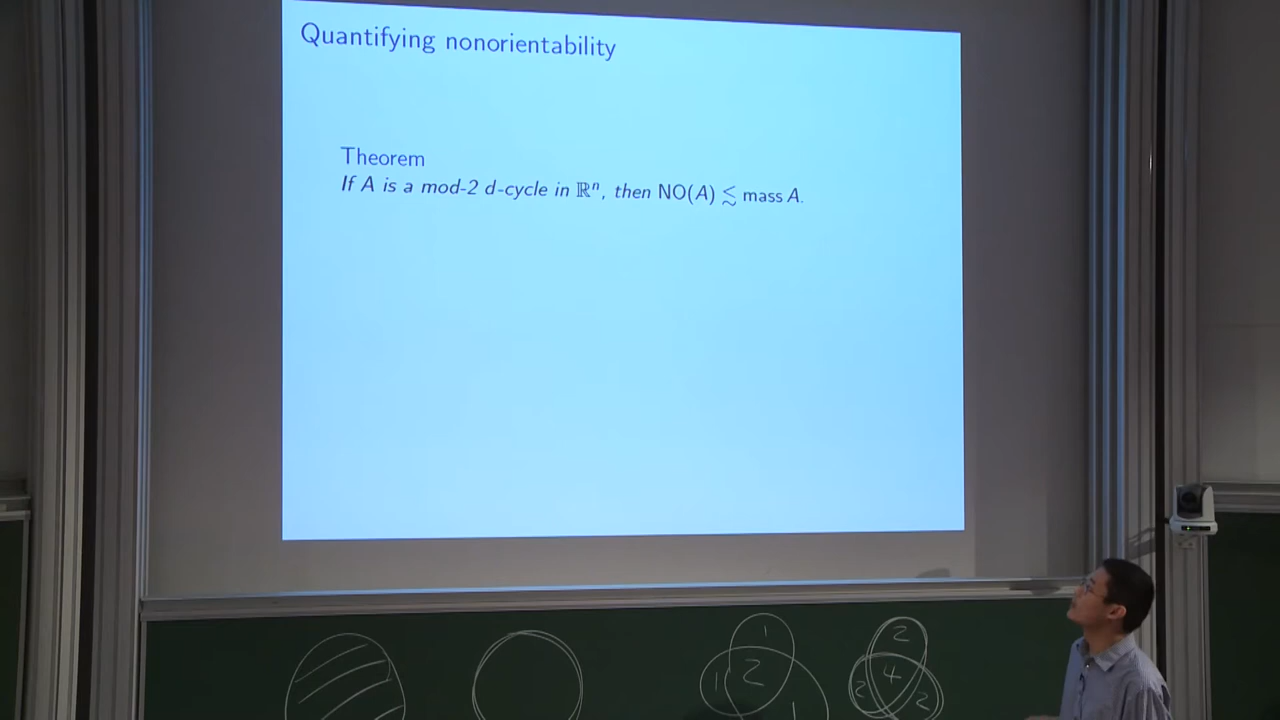 Quantifying nonorientability
Theorem
If A is a mod-2 d-cycle in ℝⁿ, then NO(A) ≲ mass A.
1
2
1
1
2
4
2
2